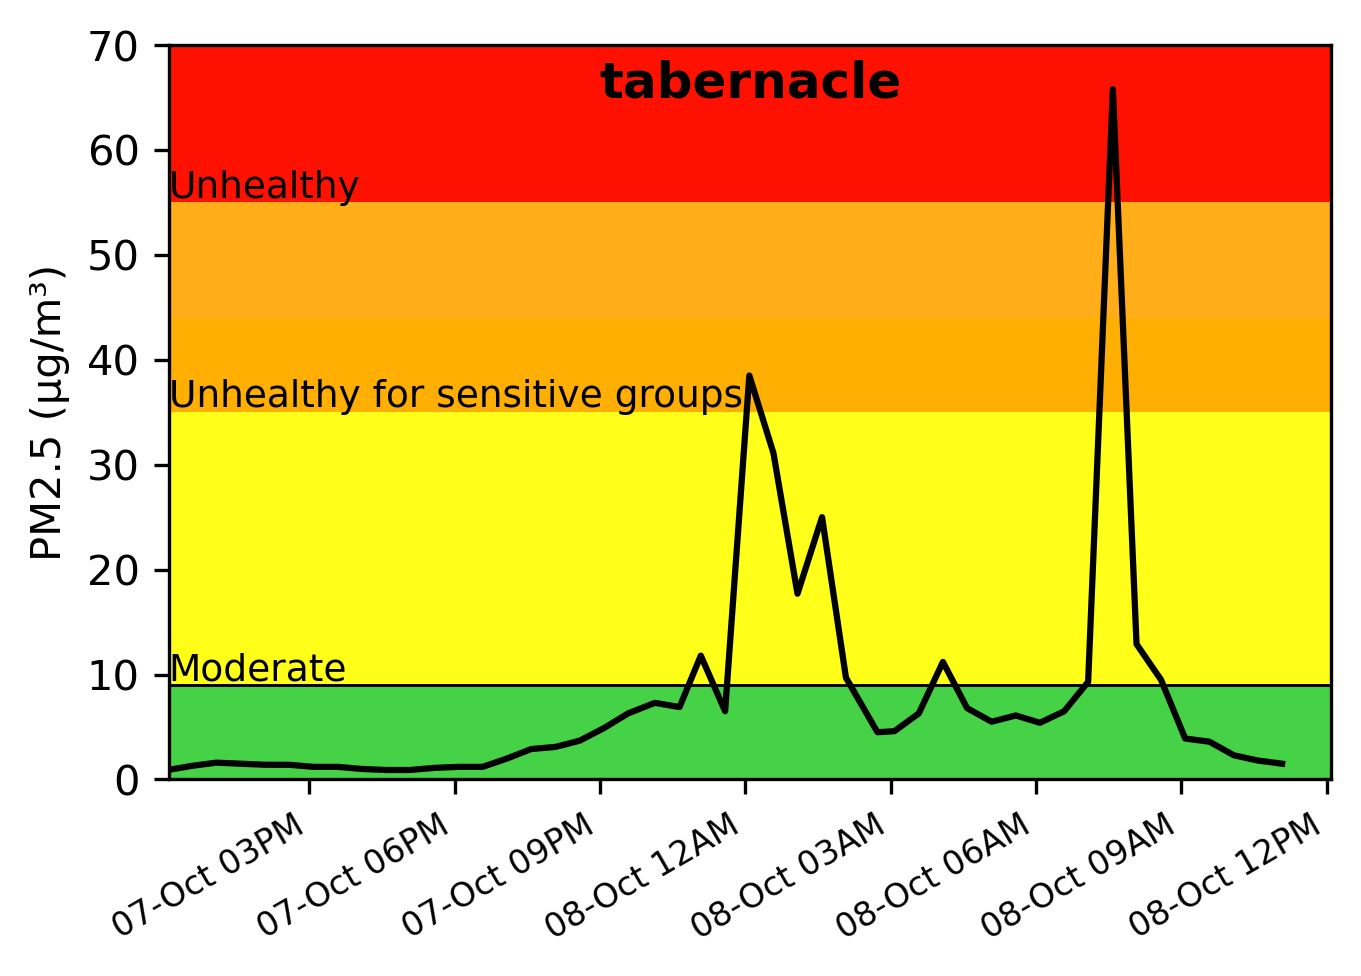 tabernacle
PM2.5 (µg/m³)
70
60
50
40
30
20
10
0
Unhealthy
Unhealthy for sensitive groups
Moderate
07-Oct 03PM
07-Oct 06PM
07-Oct 09PM
08-Oct 12AM
08-Oct 03AM
08-Oct 06AM
08-Oct 09AM
08-Oct 12PM